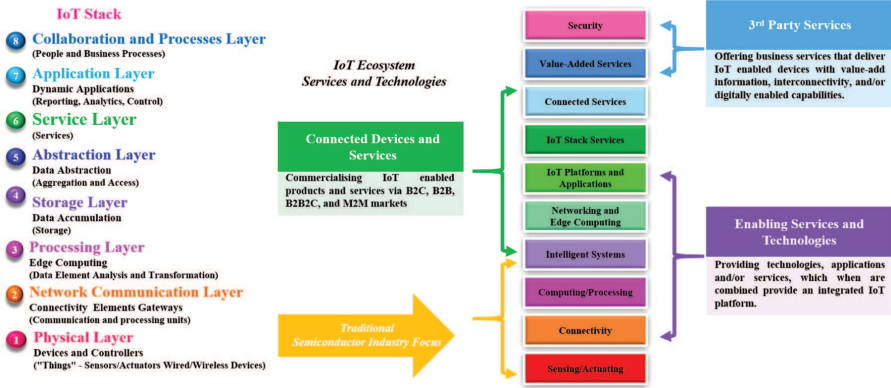 IoT Stack
8 Collaboration and Processes Layer
(People and Business Processes)
7 Application Layer
Dynamic Applications
(Reporting, Analytics, Control)
6 Service Layer
(Services)
5 Abstraction Layer
Data Abstraction
(Aggregation and Access)
4 Storage Layer
Data Accumulation
(Storage)
3 Processing Layer
Edge Computing
(Data Element Analysis and Transformation)
2 Network Communication Layer
Connectivity Elements Gateways
(Communication and processing units)
1 Physical Layer
Devices and Controllers
("Things" - Sensors/Actuators Wired/Wireless Devices)
IoT Ecosystem
Services and Technologies
Connected Devices and
Services
Commercialising IoT enabled
products and services via B2C, B2B,
B2B2C, and M2M markets
Traditional
Semiconductor Industry Focus
Security
Value-Added Services
Connected Services
IoT Stack Services
IoT Platforms and
Applications
Networking and
Edge Computing
Intelligent Systems
Computing/Processing
Connectivity
Sensing/Actuating
3rd Party Services
Offering business services that deliver
IoT enabled devices with value-add
information, interconnectivity, and/or
digitally enabled capabilities.
Enabling Services and
Technologies
Providing technologies, applications
and/or services, which when are
combined provide an integrated IoT
platform.